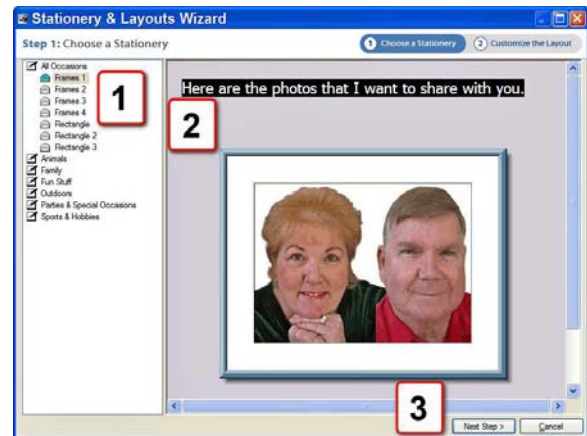 Stationery & Layouts Wizard
Step 1: Choose a Stationery
1 Choose a Stationery
2 Customize the Layout
All Occasions
Frames 1
Frames 2
Frames 3
Frames 4
Rectangle
Rectangle 2
Rectangle 3
Animals
Family
Fun Stuff
Outdoors
Parties & Special Occasions
Sports & Hobbies
1
Here are the photos that I want to share with you.
2
3
Next Step >
Cancel